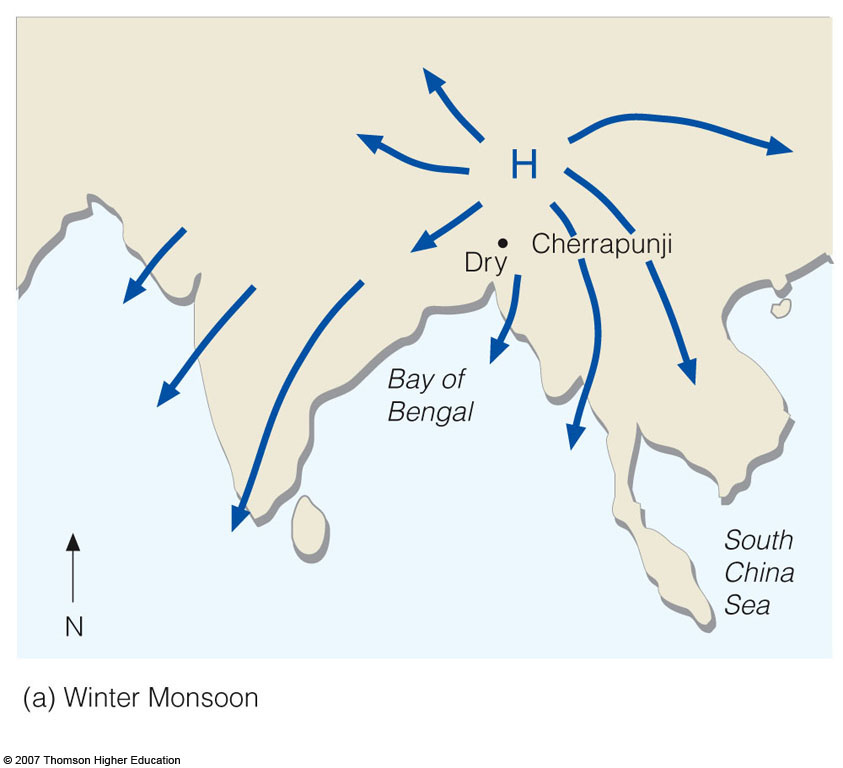 H
Cherrapunji
Dry
Bay of
Bengal
South
China
Sea
N
(a) Winter Monsoon
© 2007 Thomson Higher Education